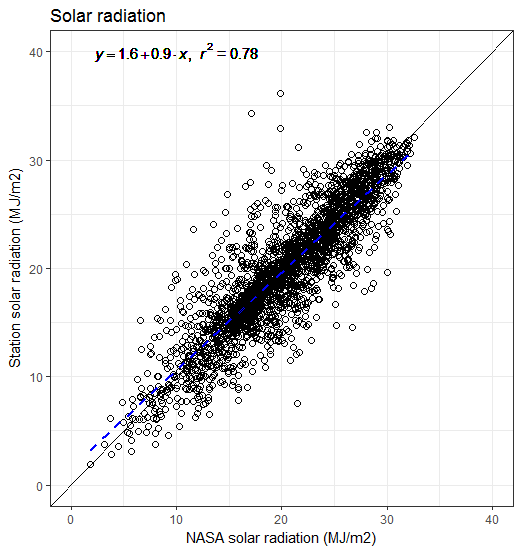 Solar radiation
y = 1.6 + 0.9 · x, r² = 0.78
40
30
20
10
0
Station solar radiation (MJ/m2)
0 10 20 30 40
NASA solar radiation (MJ/m2)